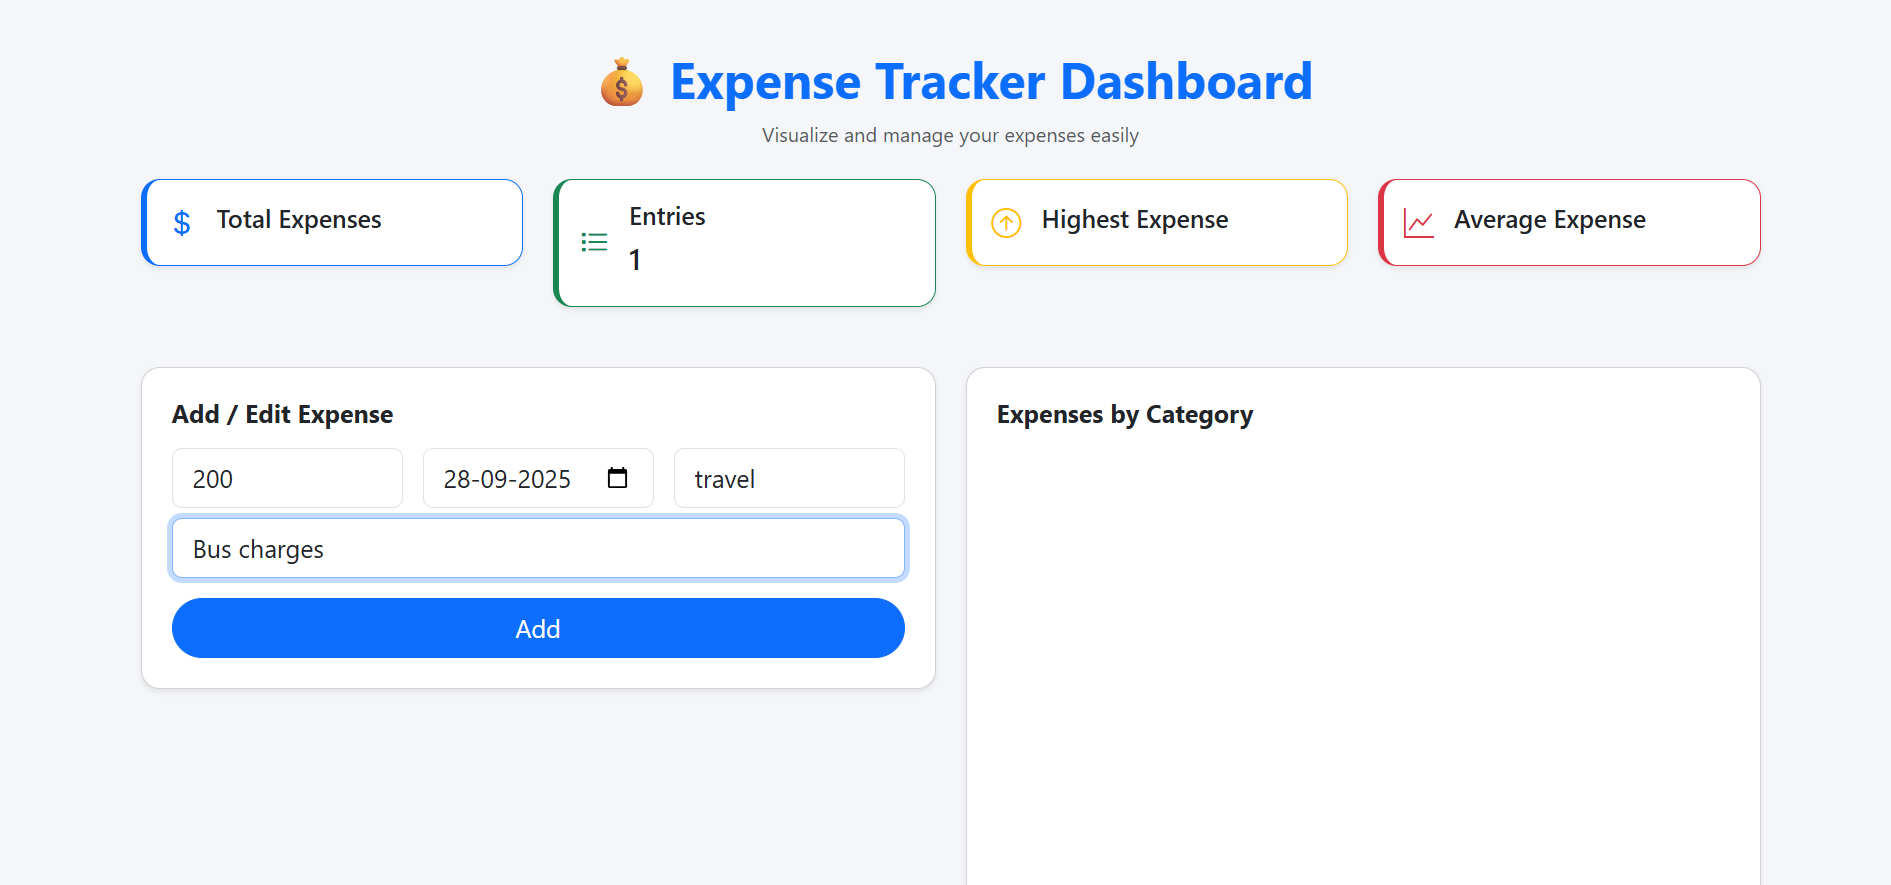 Expense Tracker Dashboard
Visualize and manage your expenses easily
$ Total Expenses
Entries
1
Highest Expense
Average Expense
Add / Edit Expense
200
28-09-2025
travel
Bus charges
Add
Expenses by Category